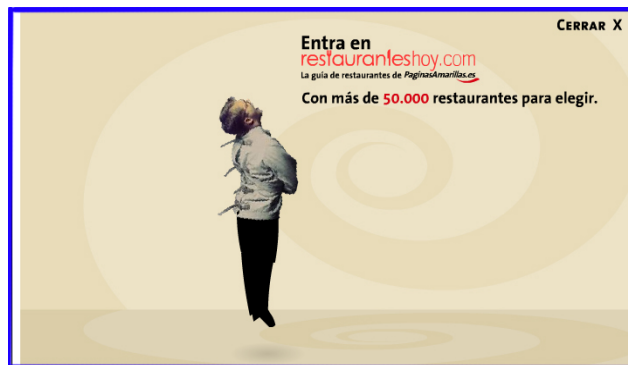 CERRAR X
Entra en
restauranteshoy.com
La guía de restaurantes de PaginasAmarillas.es
Con más de 50.000 restaurantes para elegir.